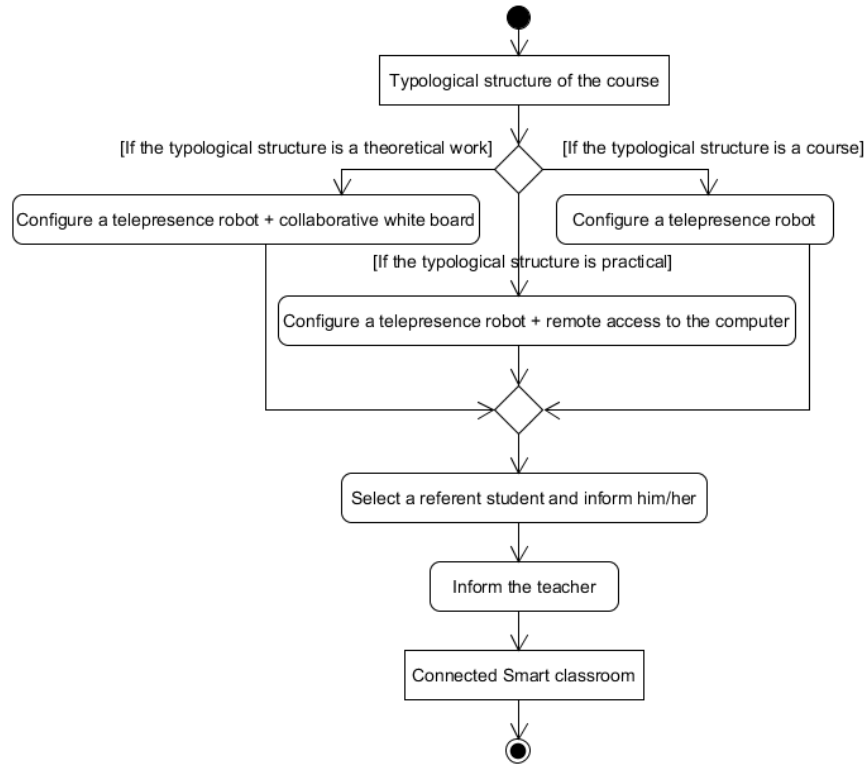 Typological structure of the course
[If the typological structure is a theoretical work]
[If the typological structure is a course]
Configure a telepresence robot + collaborative white board
Configure a telepresence robot
[If the typological structure is practical]
Configure a telepresence robot + remote access to the computer
Select a referent student and inform him/her
Inform the teacher
Connected Smart classroom